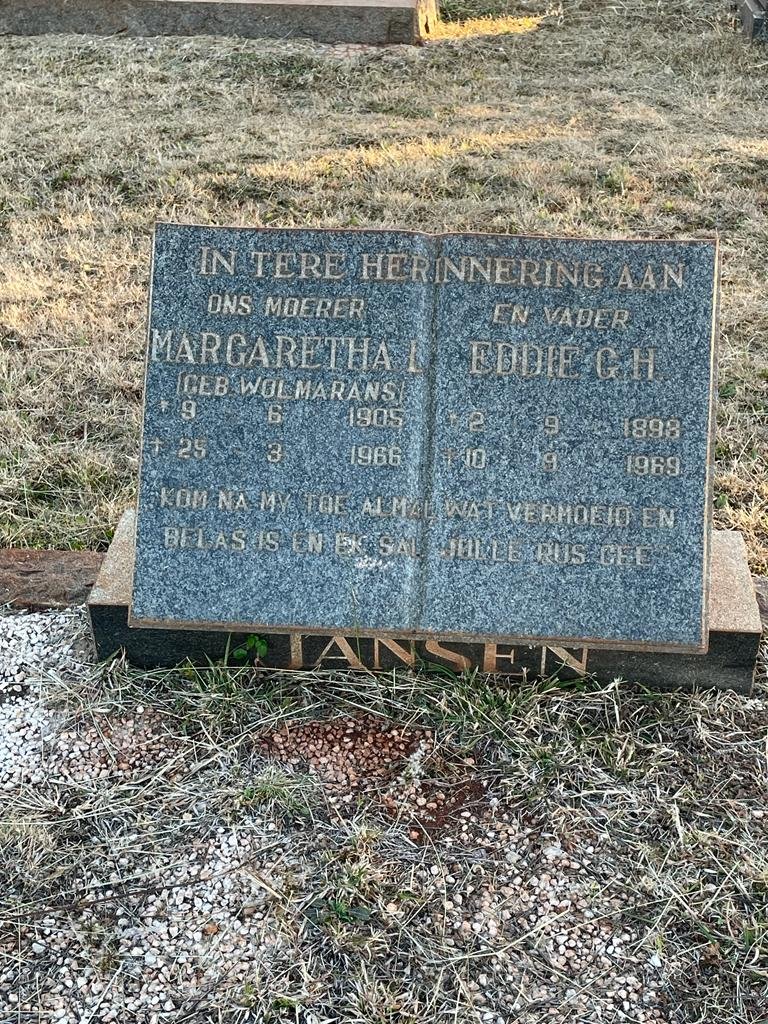 IN TERE HERINNERING AAN
ONS MOEDER EN VADER
MARGARETHA L EDDIE G.H.
(GEB. WOLMARANS)
* 9 - 6 - 1905 * 2 - 9 - 1898
† 25 - 3 - 1966 † 10 - 9 - 1969
"KOM NA MY TOE ALMAL WAT VERMOEID EN
BELAS IS EN EK SAL JULLE RUS GEE"
JANSEN